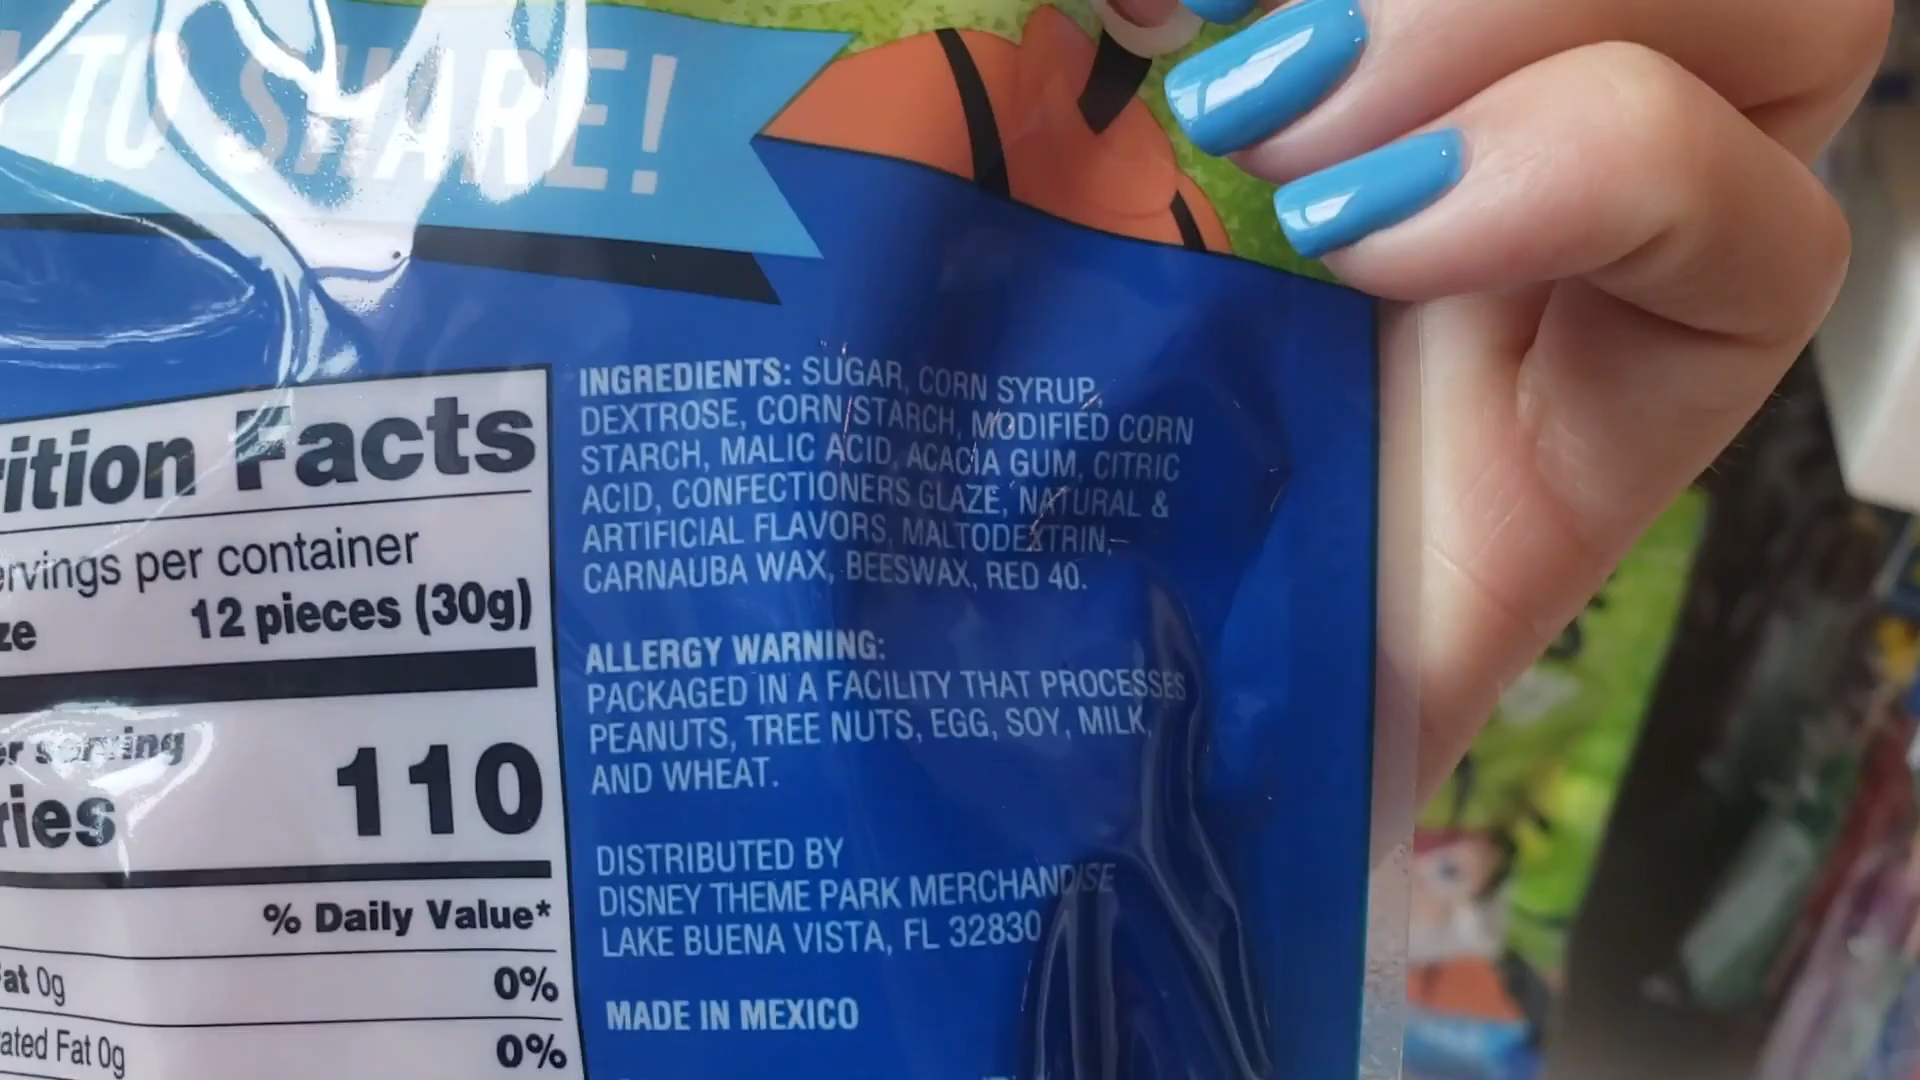 TO SHARE!
INGREDIENTS: SUGAR, CORN SYRUP,
DEXTROSE, CORN STARCH, MODIFIED CORN
STARCH, MALIC ACID, ACACIA GUM, CITRIC
ACID, CONFECTIONERS GLAZE, NATURAL &
ARTIFICIAL FLAVORS, MALTODEXTRIN,
CARNAUBA WAX, BEESWAX, RED 40.
ALLERGY WARNING:
PACKAGED IN A FACILITY THAT PROCESSES
PEANUTS, TREE NUTS, EGG, SOY, MILK,
AND WHEAT.
DISTRIBUTED BY
DISNEY THEME PARK MERCHANDISE
LAKE BUENA VISTA, FL 32830
MADE IN MEXICO
rition Facts
ervings per container
ze 12 pieces (30g)
er serving
ries 110
% Daily Value*
Fat 0g 0%
ated Fat 0g 0%